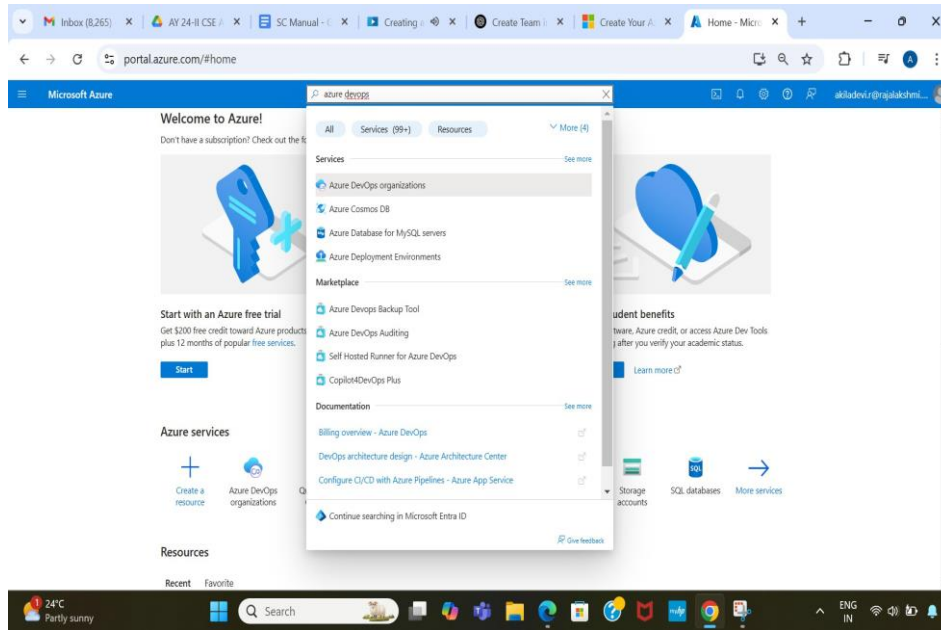 Inbox (8,265)
AY 24-II CSE
SC Manual -
Creating
Create Team
Create Your A
Home - Micro
portal.azure.com/#home
A
Microsoft Azure
azure devops
akiladevi.r@rajalakshmi....
Welcome to Azure!
Don't have a subscription? Check out the
All Services (99+) Resources More (4)
Services See more
Azure DevOps organizations
Azure Cosmos DB
Azure Database for MySQL servers
Azure Deployment Environments
Marketplace See more
Azure Devops Backup Tool
Azure DevOps Auditing
Self Hosted Runner for Azure DevOps
Copilot4DevOps Plus
Documentation See more
Billing overview - Azure DevOps
DevOps architecture design - Azure Architecture Center
Configure CI/CD with Azure Pipelines - Azure App Service
Continue searching in Microsoft Entra ID
Give feedback
Start with an Azure free trial
Get $200 free credit toward Azure products
plus 12 months of popular free services.
Start
udent benefits
tware, Azure credit, or access Azure Dev Tools
after you verify your academic status.
Learn more
Azure services
Create a
resource
Azure DevOps
organizations
Storage
accounts
SQL
SQL databases
More services
Resources
Recent Favorite
1
24°C
Partly sunny
Search
ENG
IN